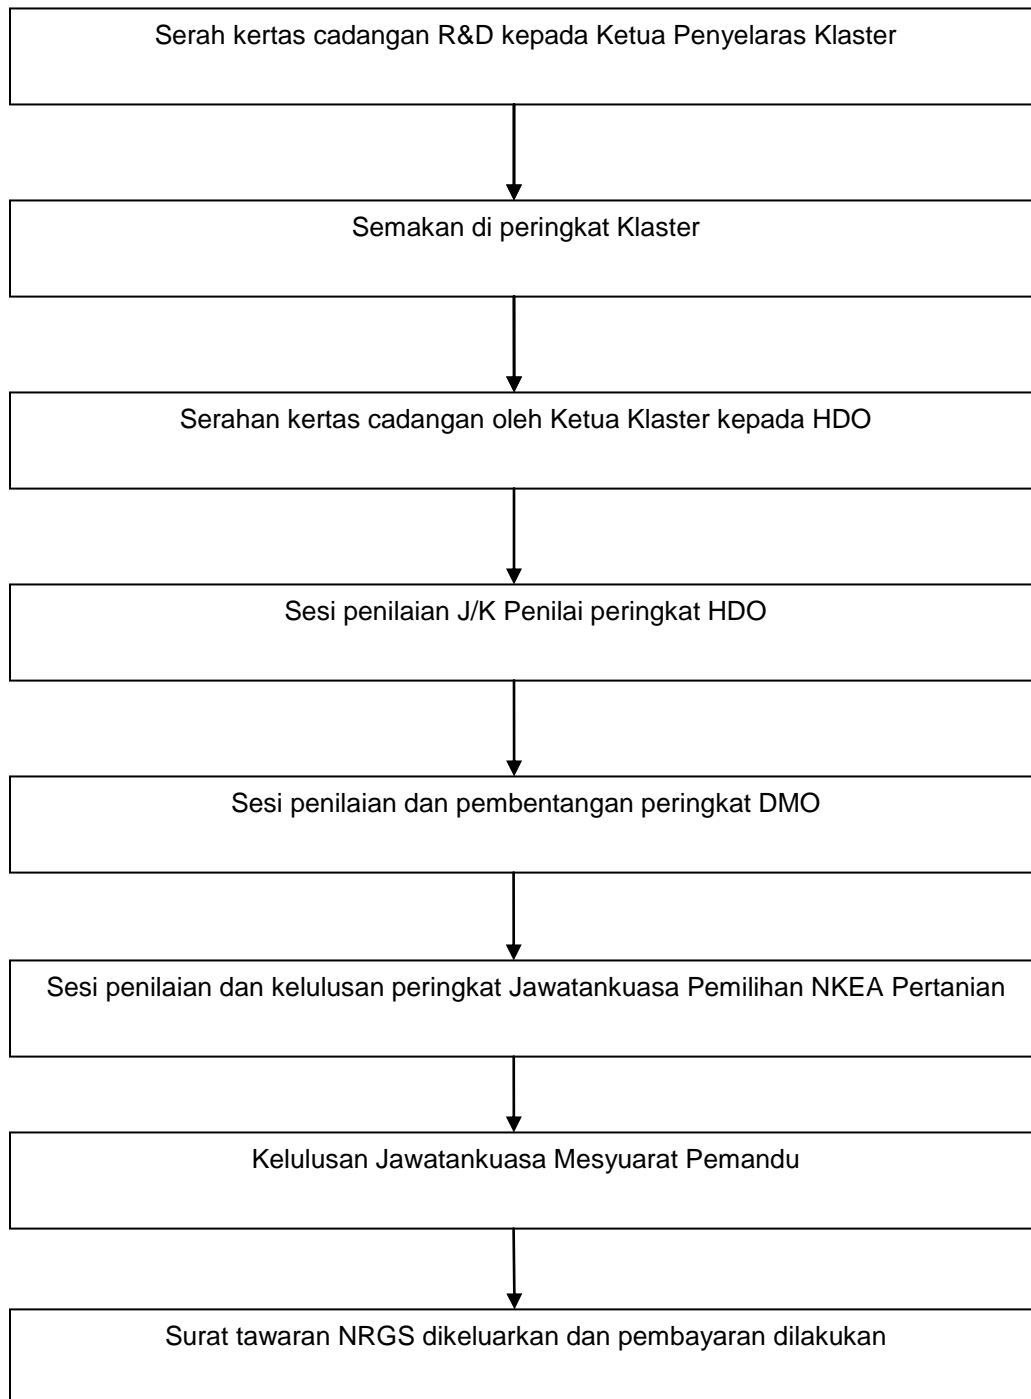 Serah kertas cadangan R&D kepada Ketua Penyelaras Klaster
Semakan di peringkat Klaster
Serahan kertas cadangan oleh Ketua Klaster kepada HDO
Sesi penilaian J/K Penilai peringkat HDO
Sesi penilaian dan pembentangan peringkat DMO
Sesi penilaian dan kelulusan peringkat Jawatankuasa Pemilihan NKEA Pertanian
Kelulusan Jawatankuasa Mesyuarat Pemandu
Surat tawaran NRGS dikeluarkan dan pembayaran dilakukan